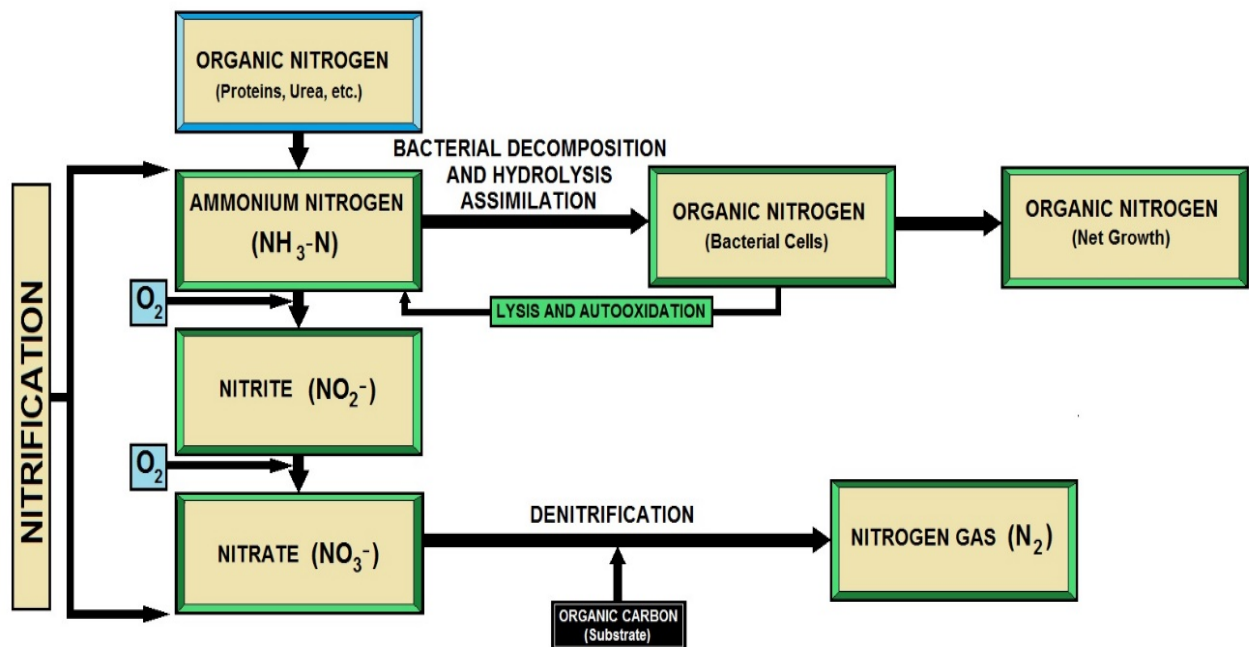 ORGANIC NITROGEN
(Proteins, Urea, etc.)
BACTERIAL DECOMPOSITION
AND HYDROLYSIS
ASSIMILATION
AMMONIUM NITROGEN
(NH₃-N)
ORGANIC NITROGEN
(Bacterial Cells)
ORGANIC NITROGEN
(Net Growth)
O₂
LYSIS AND AUTOOXIDATION
NITRIFICATION
NITRITE (NO₂⁻)
O₂
NITRATE (NO₃⁻)
DENITRIFICATION
NITROGEN GAS (N₂)
ORGANIC CARBON
(Substrate)